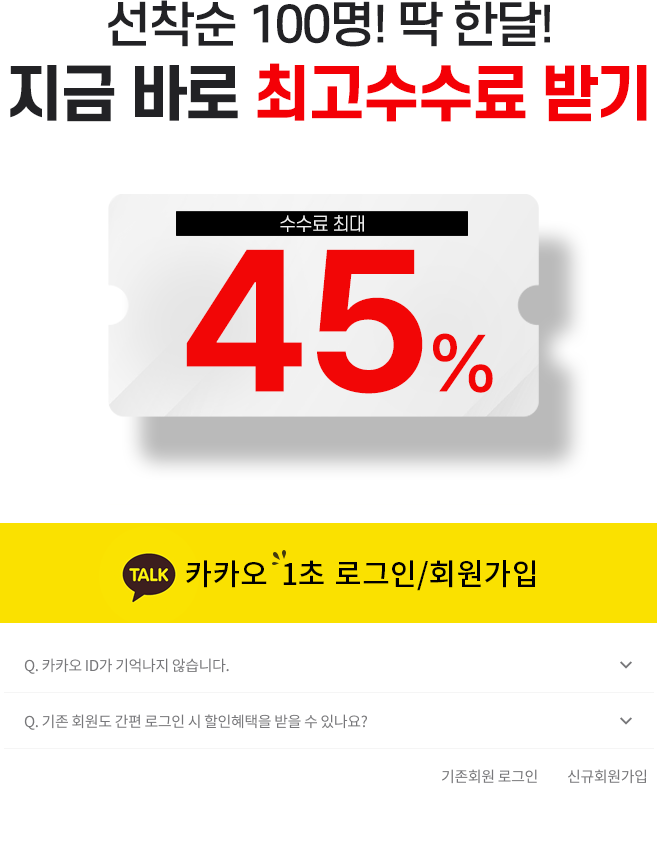 선착순 100명! 딱 한달!
지금 바로 최고수수료 받기
수수료 최대
45%
TALK 카카오 1초 로그인/회원가입
Q. 카카오 ID가 기억나지 않습니다.
Q. 기존 회원도 간편 로그인 시 할인혜택을 받을 수 있나요?
기존회원 로그인 신규회원가입